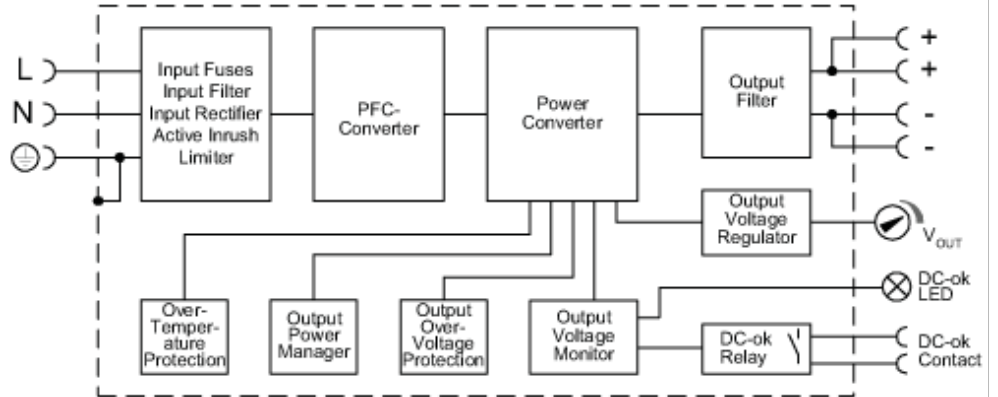 L
N
Input Fuses
Input Filter
Input Rectifier
Active Inrush
Limiter
PFC-
Converter
Power
Converter
Output
Filter
+
+
-
-
Output
Voltage
Regulator
VOUT
Over-
Temper-
ature
Protection
Output
Power
Manager
Output
Over-
Voltage
Protection
Output
Voltage
Monitor
DC-ok
Relay
DC-ok
LED
DC-ok
Contact